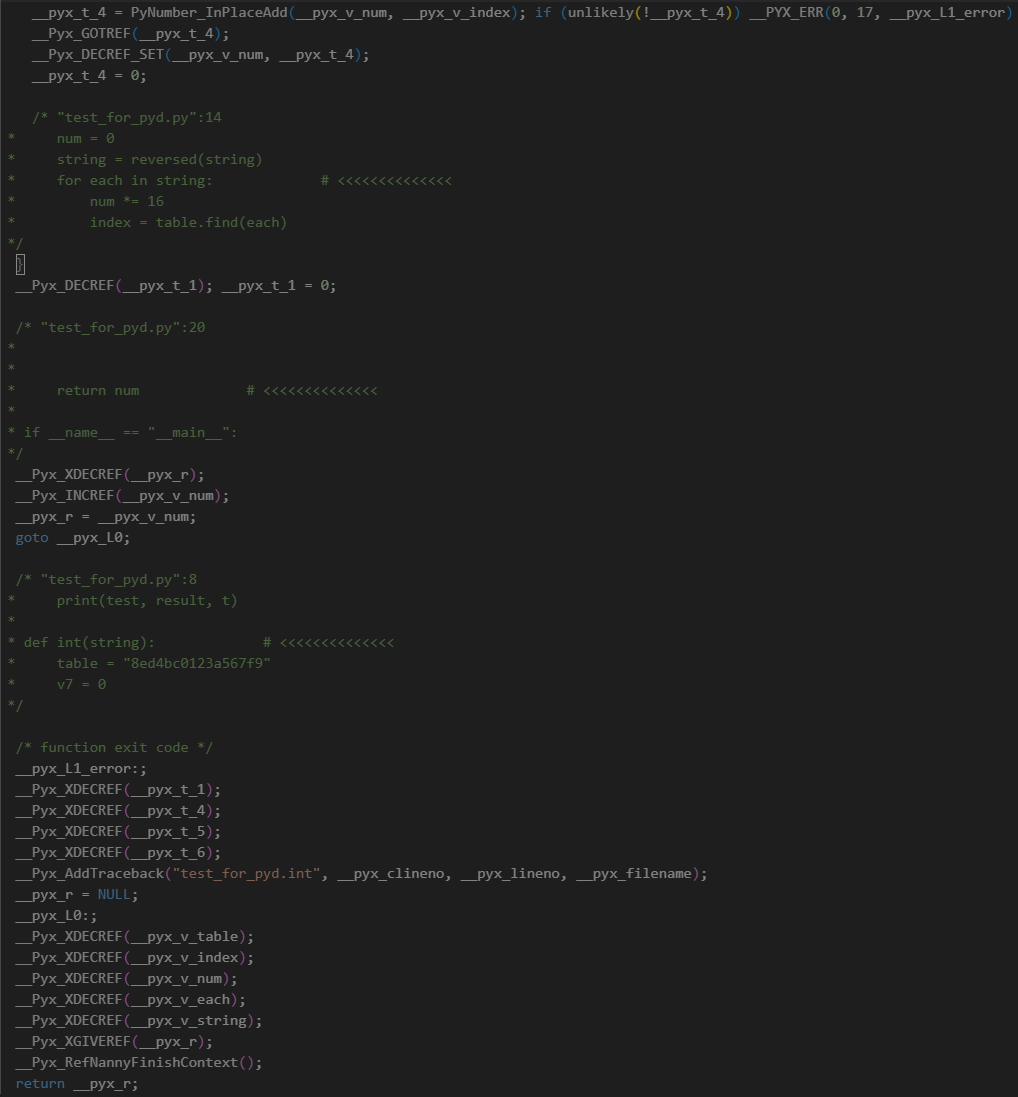 __pyx_t_4 = PyNumber_InPlaceAdd(__pyx_v_num, __pyx_v_index); if (unlikely(!__pyx_t_4)) __PYX_ERR(0, 17, __pyx_L1_error)
__Pyx_GOTREF(__pyx_t_4);
__Pyx_DECREF_SET(__pyx_v_num, __pyx_t_4);
__pyx_t_4 = 0;

/* "test_for_pyd.py":14
*     num = 0
*     string = reversed(string)
*     for each in string:             # <<<<<<<<<<<<<<
*         num *= 16
*         index = table.find(each)
*/
}
__Pyx_DECREF(__pyx_t_1); __pyx_t_1 = 0;

/* "test_for_pyd.py":20
*
*
*     return num             # <<<<<<<<<<<<<<
*
* if __name__ == "__main__":
*/
__Pyx_XDECREF(__pyx_r);
__Pyx_INCREF(__pyx_v_num);
__pyx_r = __pyx_v_num;
goto __pyx_L0;

/* "test_for_pyd.py":8
*     print(test, result, t)
*
* def int(string):             # <<<<<<<<<<<<<<
*     table = "8ed4bc0123a567f9"
*     v7 = 0
*/

/* function exit code */
__pyx_L1_error:;
__Pyx_XDECREF(__pyx_t_1);
__Pyx_XDECREF(__pyx_t_4);
__Pyx_XDECREF(__pyx_t_5);
__Pyx_XDECREF(__pyx_t_6);
__Pyx_AddTraceback("test_for_pyd.int", __pyx_clineno, __pyx_lineno, __pyx_filename);
__pyx_r = NULL;
__pyx_L0:;
__Pyx_XDECREF(__pyx_v_table);
__Pyx_XDECREF(__pyx_v_index);
__Pyx_XDECREF(__pyx_v_num);
__Pyx_XDECREF(__pyx_v_each);
__Pyx_XDECREF(__pyx_v_string);
__Pyx_XGIVEREF(__pyx_r);
__Pyx_RefNannyFinishContext();
return __pyx_r;